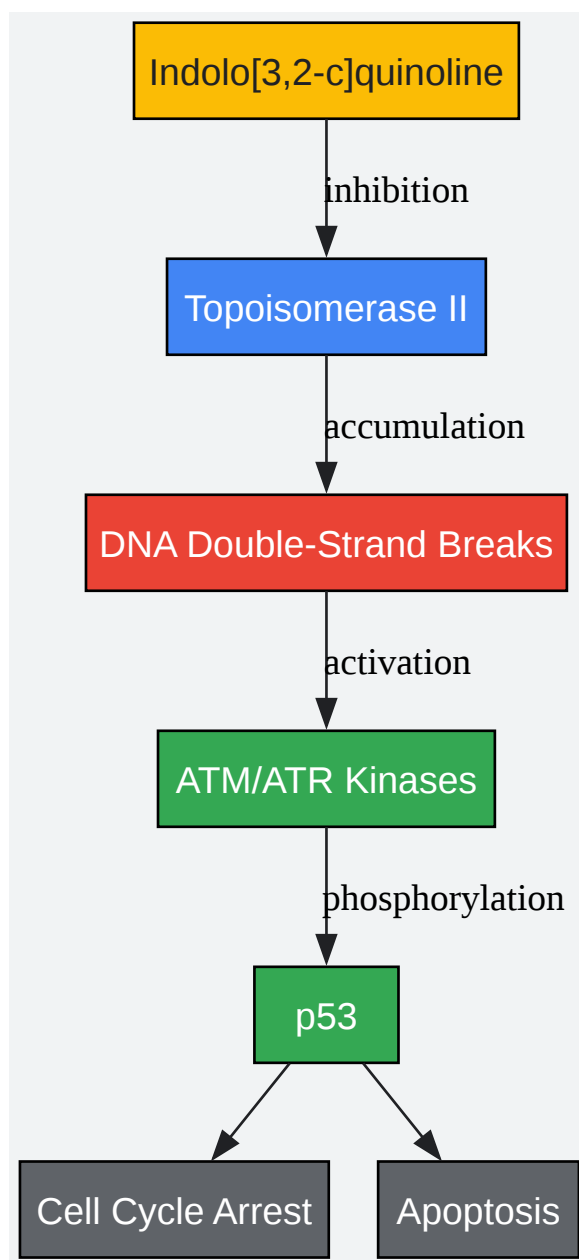 Indolo[3,2-c]quinoline
inhibition
Topoisomerase II
accumulation
DNA Double-Strand Breaks
activation
ATM/ATR Kinases
phosphorylation
p53
Cell Cycle Arrest
Apoptosis